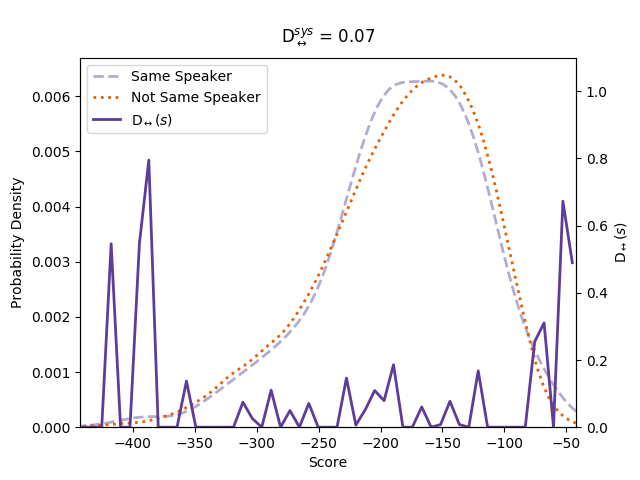 D↔^sys = 0.07
Same Speaker
Not Same Speaker
D↔(s)
Probability Density
0.006
0.005
0.004
0.003
0.002
0.001
0.000
1.0
0.8
0.6
0.4
0.2
0.0
D↔(s)
−400 −350 −300 −250 −200 −150 −100 −50
Score